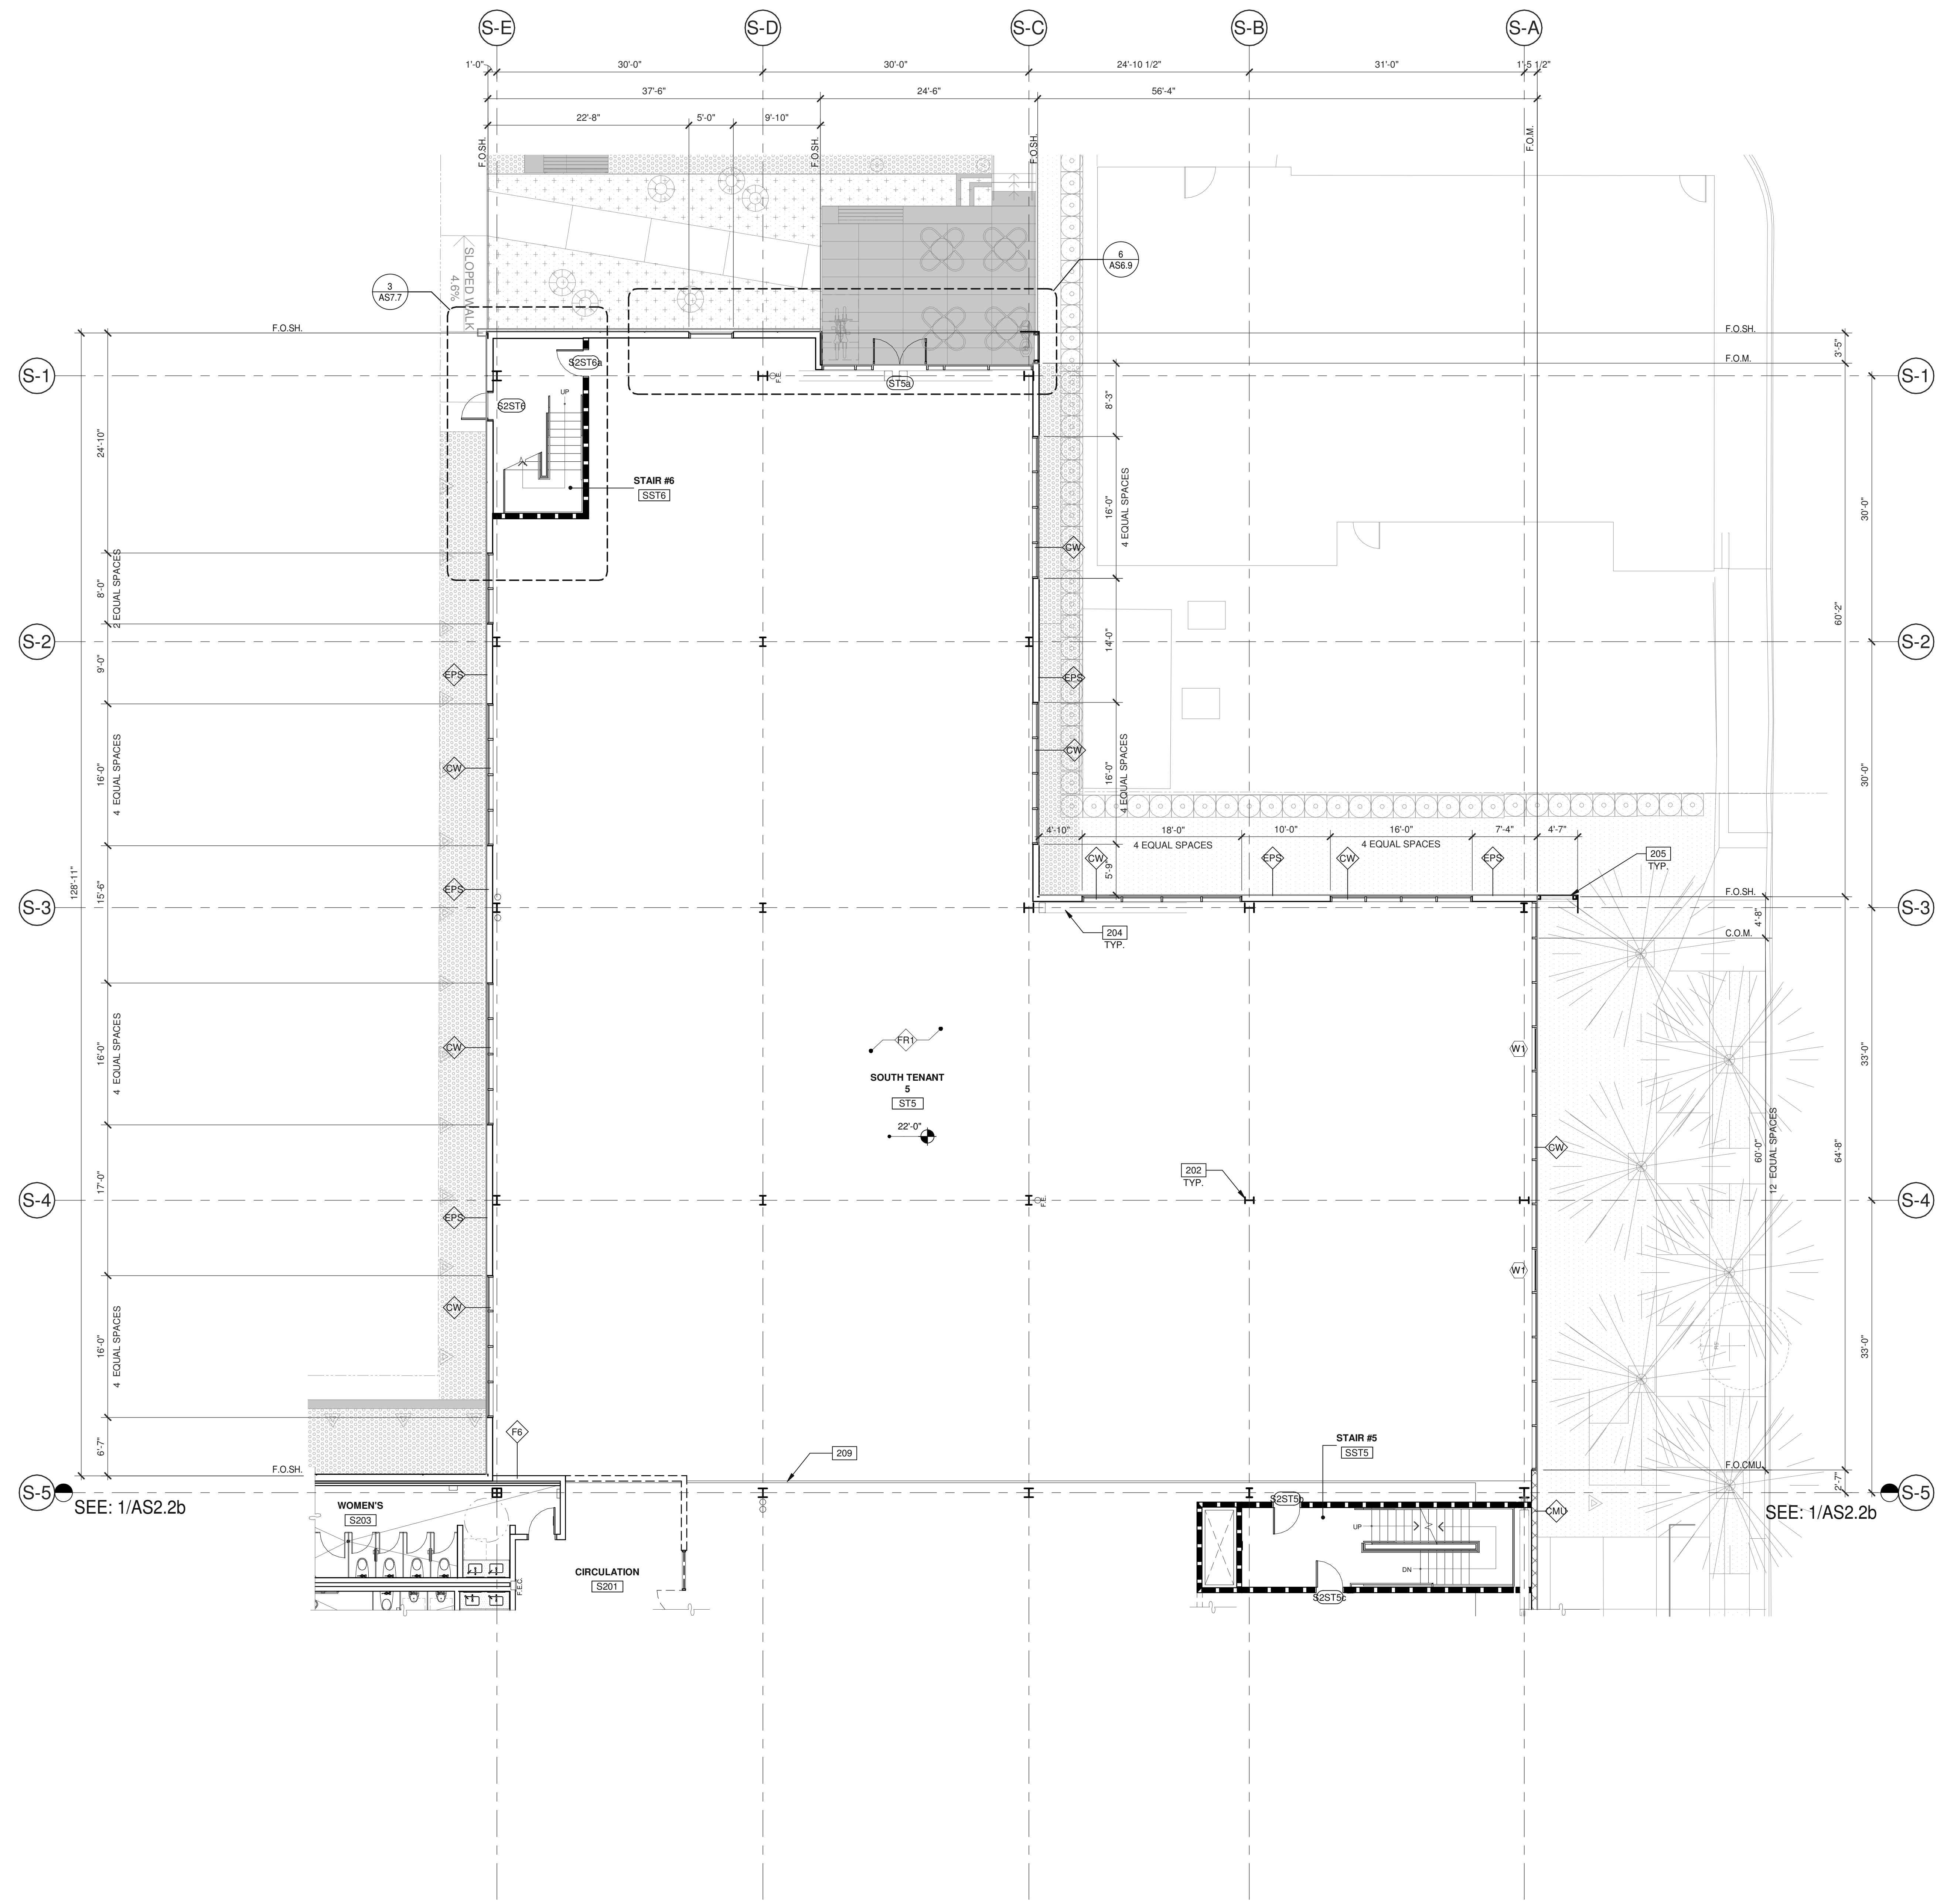 S-E S-D S-C S-B S-A
1'-0" 30'-0" 30'-0" 24'-10 1/2" 31'-0" 1'-5 1/2"
37'-6" 24'-6" 56'-4"
22'-8" 5'-0" 9'-10"
F.O.SH. F.O.SH. F.O.SH. F.O.M.
SLOPED WALK
4.6%
3
AS7.7
6
AS6.9
F.O.SH. F.O.SH.
F.O.M.
3'-5"
S-1 S-1
S2ST6a
F.E.
ST5a
UP
S2ST6
8'-3"
24'-10"
STAIR #6
SST6
16'-0"
4 EQUAL SPACES
30'-0"
CW
8'-0"
2 EQUAL SPACES
60'-2"
S-2 S-2
14'-0"
9'-0"
EPS EPS
CW CW
16'-0"
4 EQUAL SPACES
16'-0"
4 EQUAL SPACES
30'-0"
4'-10" 18'-0" 10'-0" 16'-0" 7'-4" 4'-7"
4 EQUAL SPACES 4 EQUAL SPACES
CW EPS CW EPS
205
TYP.
5'-9"
128'-11"
15'-6"
EPS
F.O.SH.
S-3 S-3
4'-8"
204
TYP.
C.O.M.
FR1
CW
16'-0"
4 EQUAL SPACES
W1
33'-0"
SOUTH TENANT
5
ST5
22'-0"
CW
60'-0"
12 EQUAL SPACES
64'-8"
202
TYP.
17'-0"
S-4 S-4
F.E.
EPS
W1
CW
16'-0"
4 EQUAL SPACES
33'-0"
F6
6'-7"
STAIR #5
SST5
209
F.O.SH. F.O.CMU
2'-7"
S-5 S-5
SEE: 1/AS2.2b SEE: 1/AS2.2b
WOMEN'S
S203
S2ST5b
CMU
UP
DN
CIRCULATION
S201
F.E.C.
S2ST5c